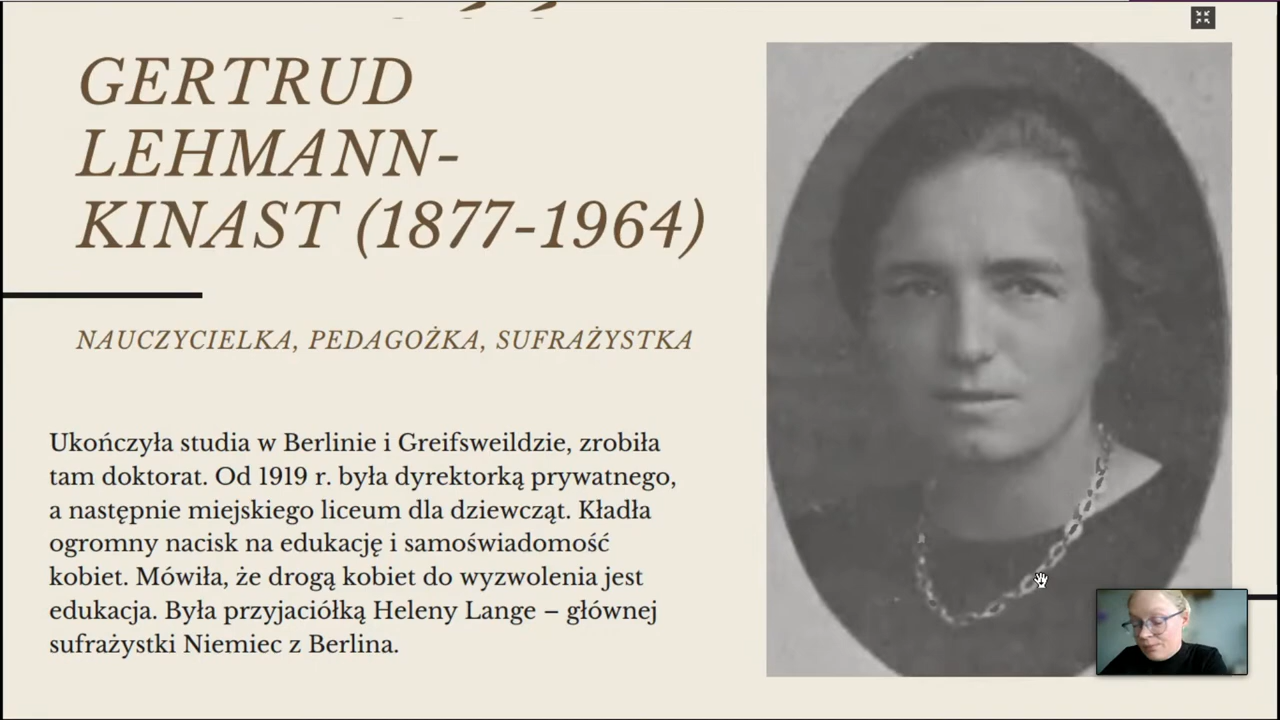 GERTRUD
LEHMANN-
KINAST (1877-1964)
NAUCZYCIELKA, PEDAGOŻKA, SUFRAŻYSTKA
Ukończyła studia w Berlinie i Greifsweildzie, zrobiła
tam doktorat. Od 1919 r. była dyrektorką prywatnego,
a następnie miejskiego liceum dla dziewcząt. Kładła
ogromny nacisk na edukację i samoświadomość
kobiet. Mówiła, że drogą kobiet do wyzwolenia jest
edukacja. Była przyjaciółką Heleny Lange – głównej
sufrażystki Niemiec z Berlina.